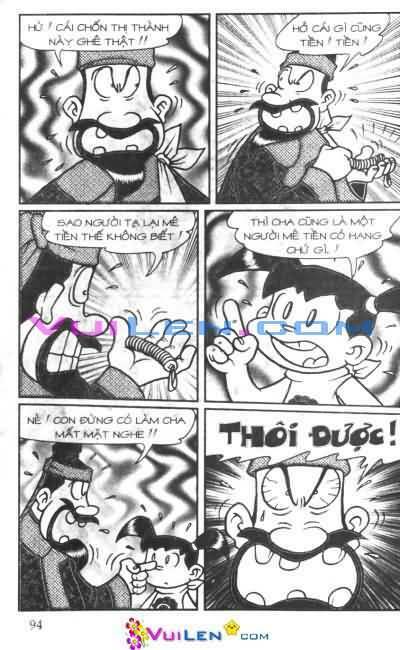 HỪ! CÁI CHỐN THỊ THÀNH
NÀY GHÊ THẬT!!
HỞ CÁI GÌ CŨNG
TIỀN! TIỀN!
SAO NGƯỜI TA LẠI MÊ
TIỀN THẾ KHÔNG BIẾT!
THÌ CHA CŨNG LÀ MỘT
NGƯỜI MÊ TIỀN CÓ HẠNG
CHỨ GÌ.!
VuiLen.com
NÈ! CON ĐỪNG CÓ LÀM CHA
MẤT MẶT NGHE!!
THÔI ĐƯỢC!
94
VuiLen.com